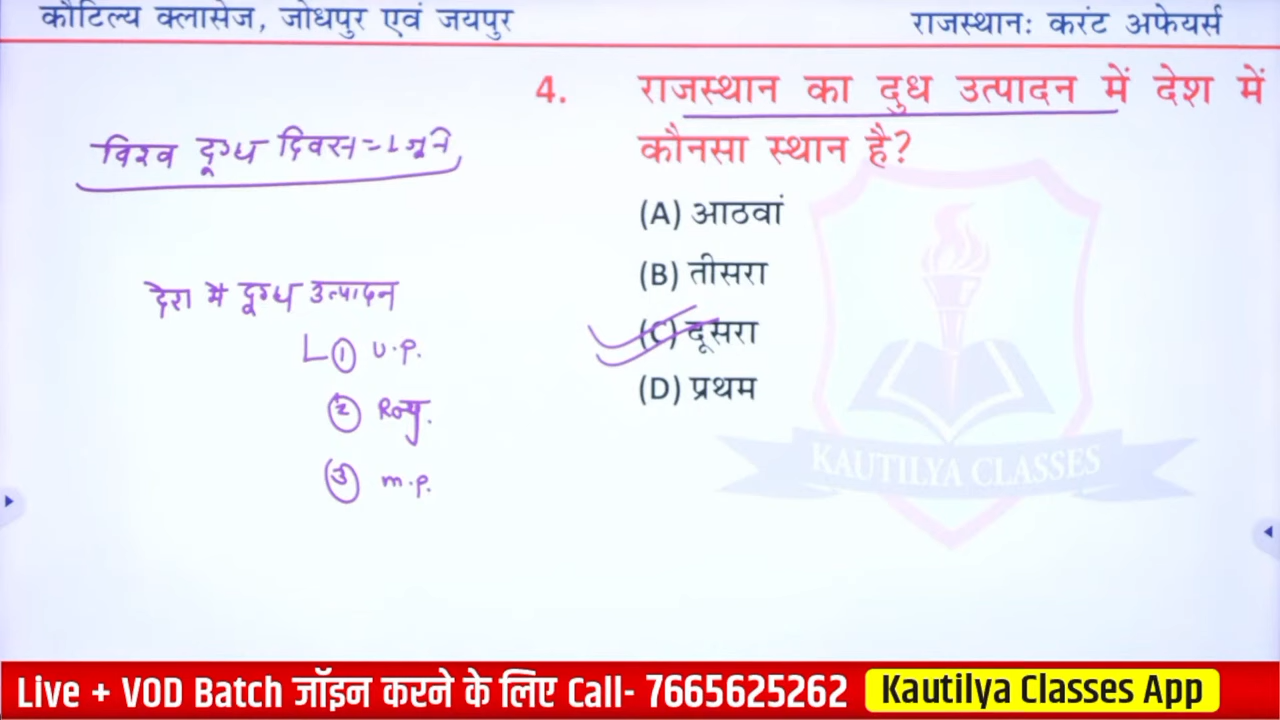 कौटिल्य क्लासेज, जोधपुर एवं जयपुर
राजस्थानः करंट अफेयर्स
4. राजस्थान का दुध उत्पादन में देश में
कौनसा स्थान है?
(A) आठवां
(B) तीसरा
(C) दूसरा
(D) प्रथम
विश्व दूग्ध दिवस = 1 जून
देश मे दूग्ध उत्पादन
① U.P.
②
③ m.p.
KAUTILYA CLASSES
Live + VOD Batch जॉइन करने के लिए Call- 7665625262
Kautilya Classes App